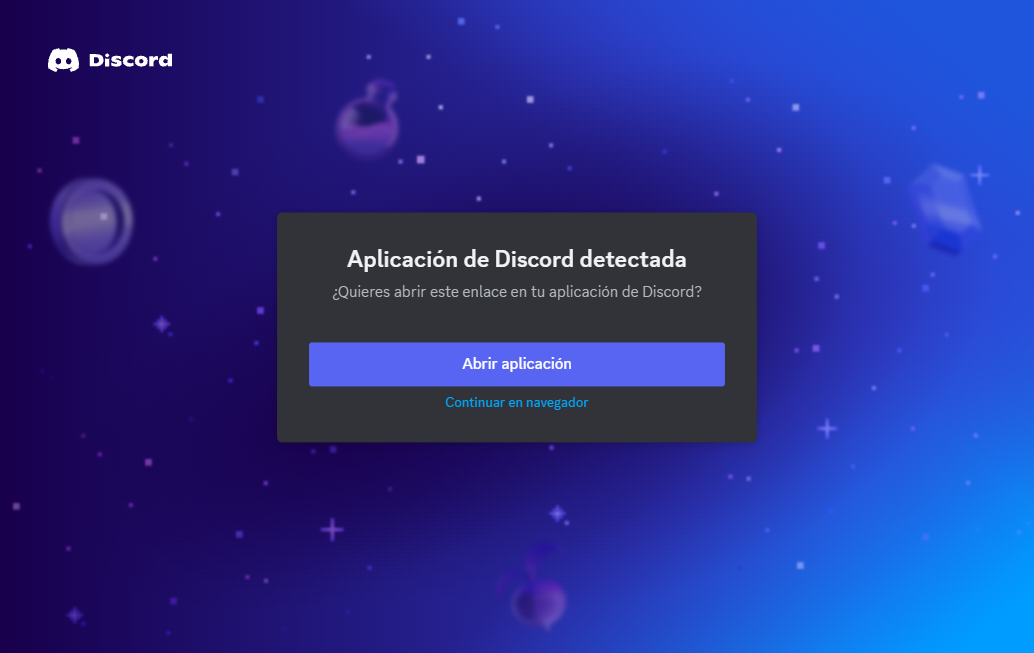 Discord
Aplicación de Discord detectada
¿Quieres abrir este enlace en tu aplicación de Discord?
Abrir aplicación
Continuar en navegador